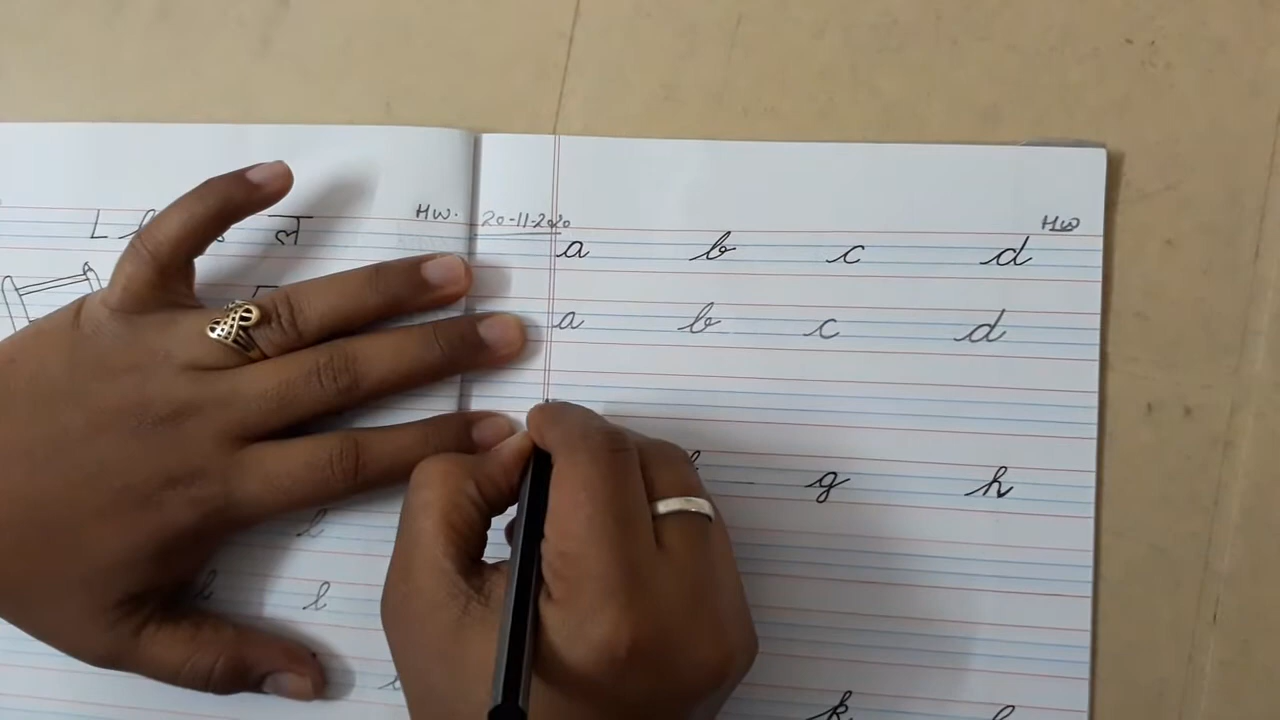 L l ल HW.
20-11-2020 HW
a b c d
a b c d
g h
l
l l
k